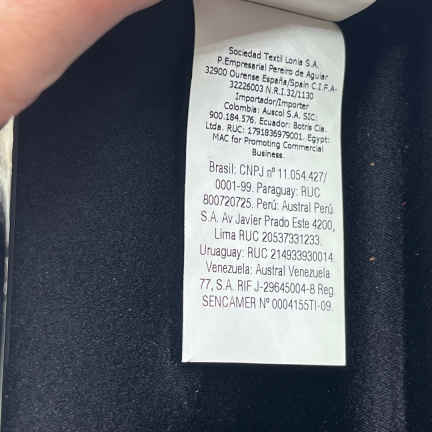 Sociedad Textil Lonia S.A.
P.Empresarial Pereiro de Aguiar
32900 Ourense España/Spain C.I.F.A-
32226003 N.R.I.32/1130
Importador/Importer
Colombia: Auscol S.A. SIC:
900.184.576. Ecuador: Botris Cia.
Ltda. RUC: 1791836979001. Egypt:
MAC for Promoting Commercial
Business.
Brasil: CNPJ nº 11.054.427/
0001-99. Paraguay: RUC
800720725. Perú: Austral Perú
S.A. Av Javier Prado Este 4200,
Lima RUC 20537931233.
Uruaguay: RUC 214933930014.
Venezuela: Austral Venezuela
77, S.A. RIF J-29645004-8 Reg
SENCAMER Nº 0004155TI-09.